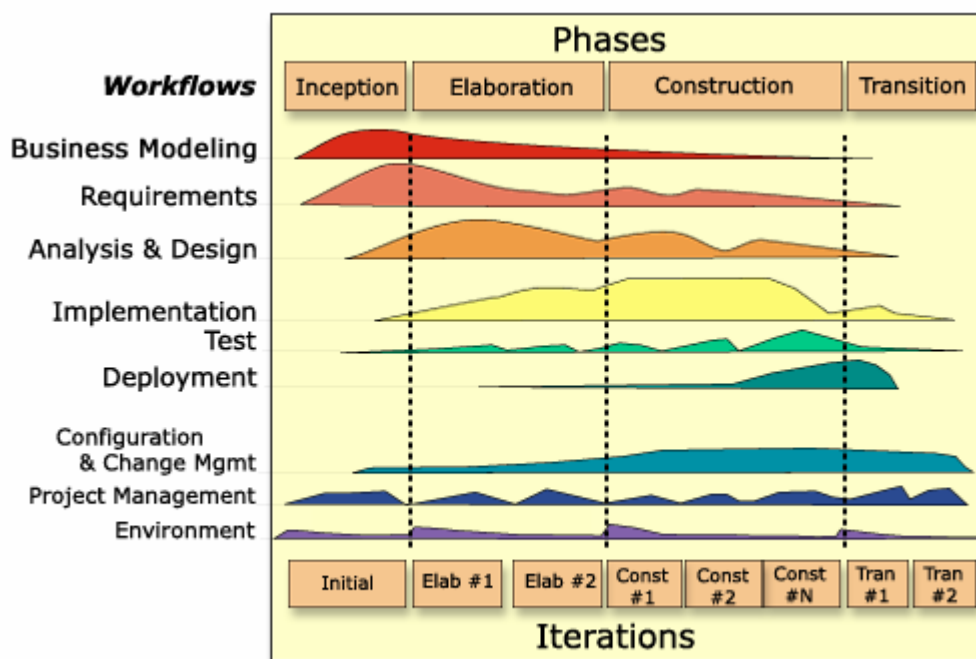 Phases
Workflows
Inception
Elaboration
Construction
Transition
Business Modeling
Requirements
Analysis & Design
Implementation
Test
Deployment
Configuration
& Change Mgmt
Project Management
Environment
Initial
Elab #1
Elab #2
Const
#1
Const
#2
Const
#N
Tran
#1
Tran
#2
Iterations